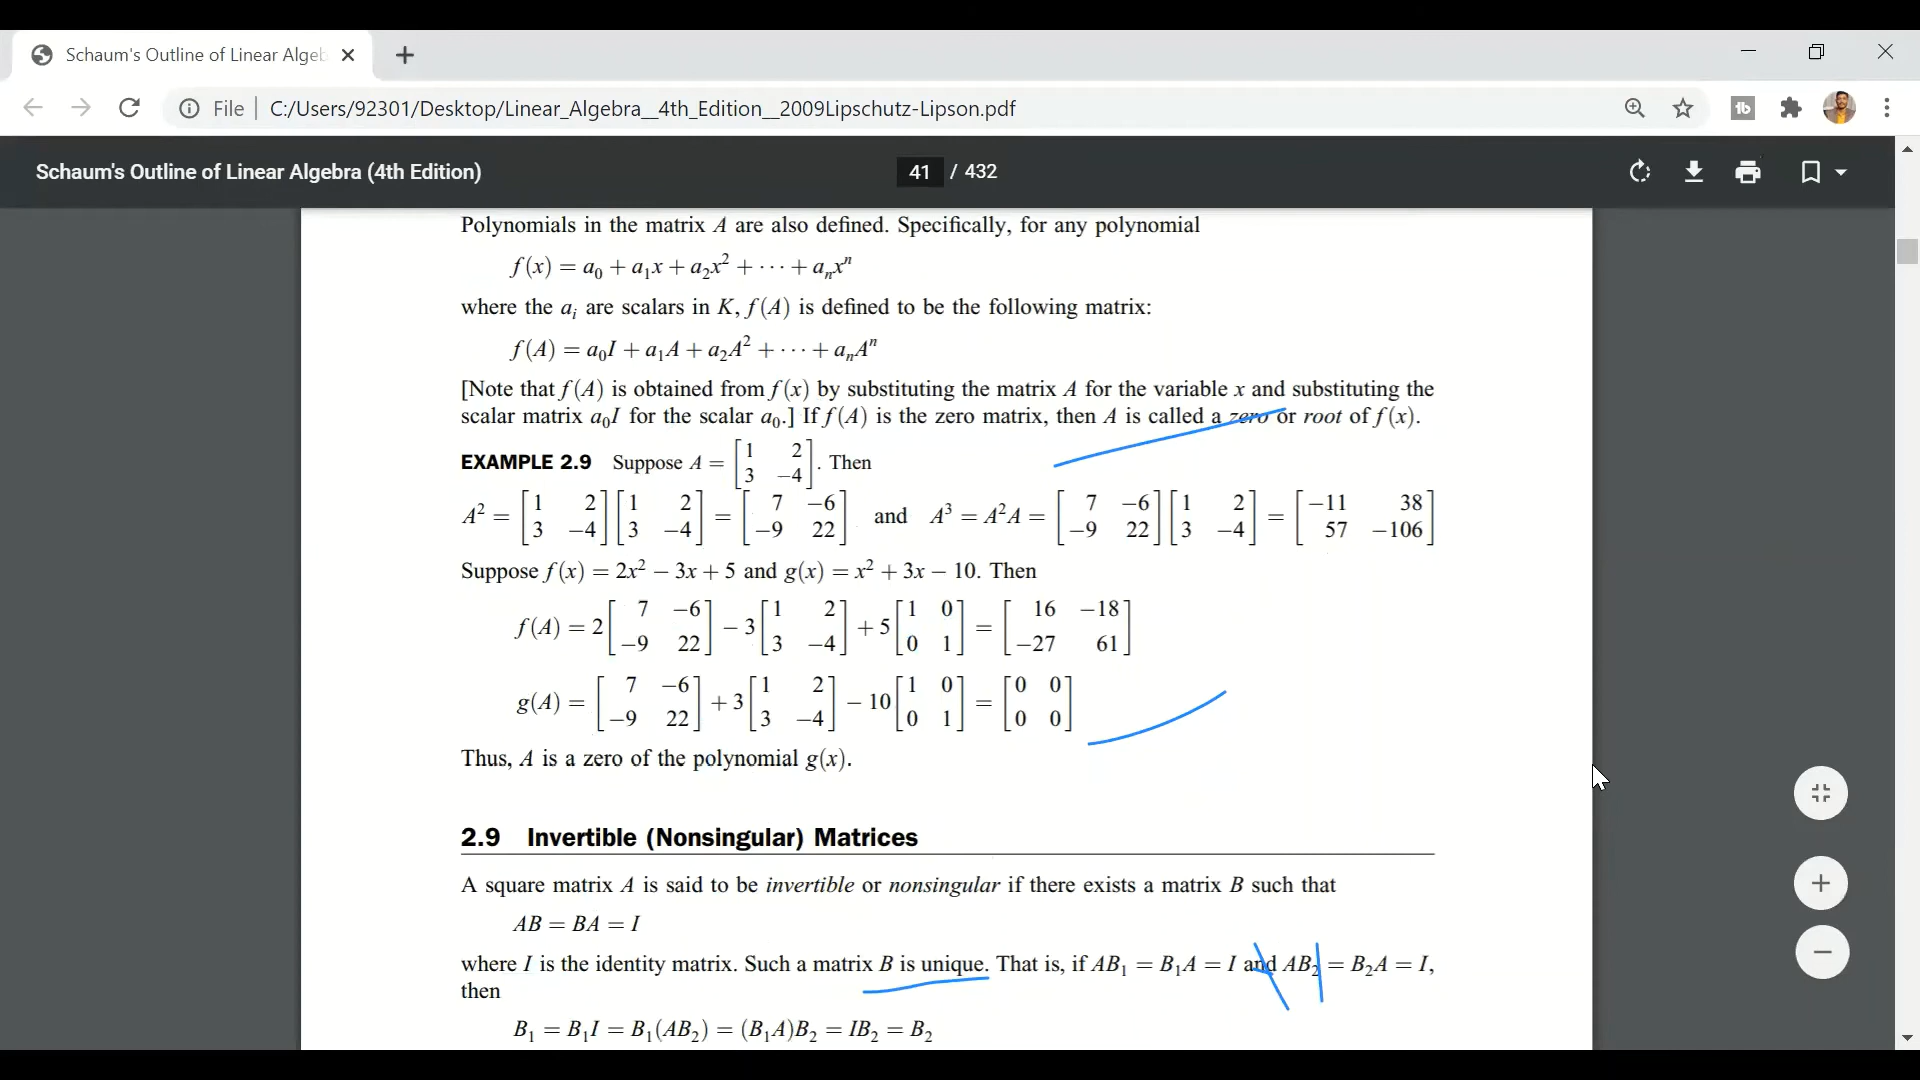 Schaum's Outline of Linear Algeb
File C:/Users/92301/Desktop/Linear_Algebra__4th_Edition__2009Lipschutz-Lipson.pdf
Schaum's Outline of Linear Algebra (4th Edition) 41 / 432
Polynomials in the matrix A are also defined. Specifically, for any polynomial
f(x) = a₀ + a₁x + a₂x² + ··· + aₙxⁿ
where the aᵢ are scalars in K, f(A) is defined to be the following matrix:
f(A) = a₀I + a₁A + a₂A² + ··· + aₙAⁿ
[Note that f(A) is obtained from f(x) by substituting the matrix A for the variable x and substituting the
scalar matrix a₀I for the scalar a₀.] If f(A) is the zero matrix, then A is called a zero or root of f(x).
EXAMPLE 2.9 Suppose A = [1 2; 3 −4]. Then
A² = [1 2; 3 −4][1 2; 3 −4] = [7 −6; −9 22] and A³ = A²A = [7 −6; −9 22][1 2; 3 −4] = [−11 38; 57 −106]
Suppose f(x) = 2x² − 3x + 5 and g(x) = x² + 3x − 10. Then
f(A) = 2[7 −6; −9 22] − 3[1 2; 3 −4] + 5[1 0; 0 1] = [16 −18; −27 61]
g(A) = [7 −6; −9 22] + 3[1 2; 3 −4] − 10[1 0; 0 1] = [0 0; 0 0]
Thus, A is a zero of the polynomial g(x).
2.9 Invertible (Nonsingular) Matrices
A square matrix A is said to be invertible or nonsingular if there exists a matrix B such that
AB = BA = I
where I is the identity matrix. Such a matrix B is unique. That is, if AB₁ = B₁A = I and AB₂ = B₂A = I,
then
B₁ = B₁I = B₁(AB₂) = (B₁A)B₂ = IB₂ = B₂